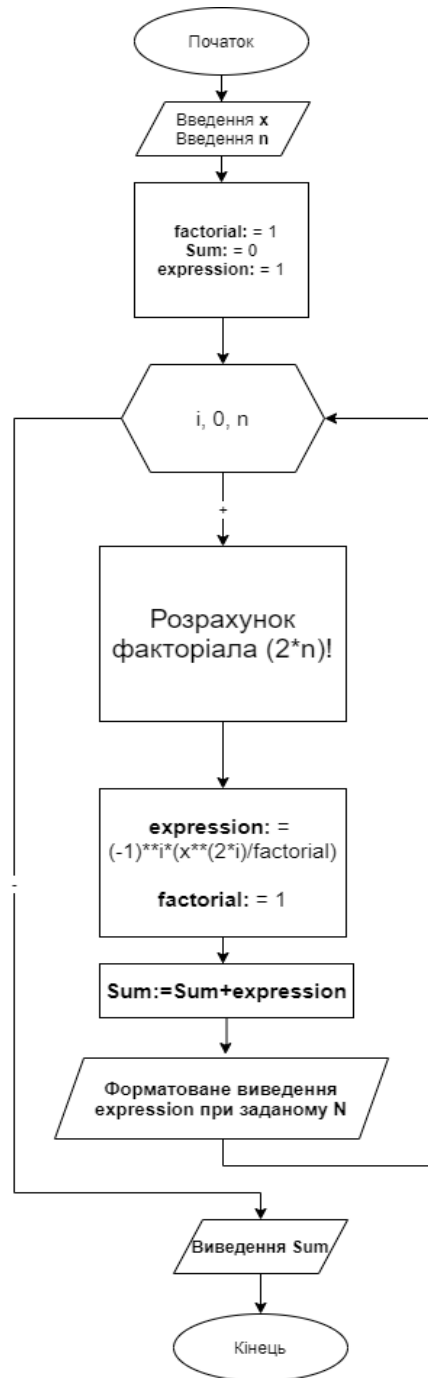 Початок
Введення x
Введення n
factorial: = 1
Sum: = 0
expression: = 1
i, 0, n
+
Розрахунок
факторіала (2*n)!
expression: =
(-1)**i*(x**(2*i)/factorial)
factorial: = 1
-
Sum:=Sum+expression
Форматоване виведення
expression при заданому N
Виведення Sum
Кінець